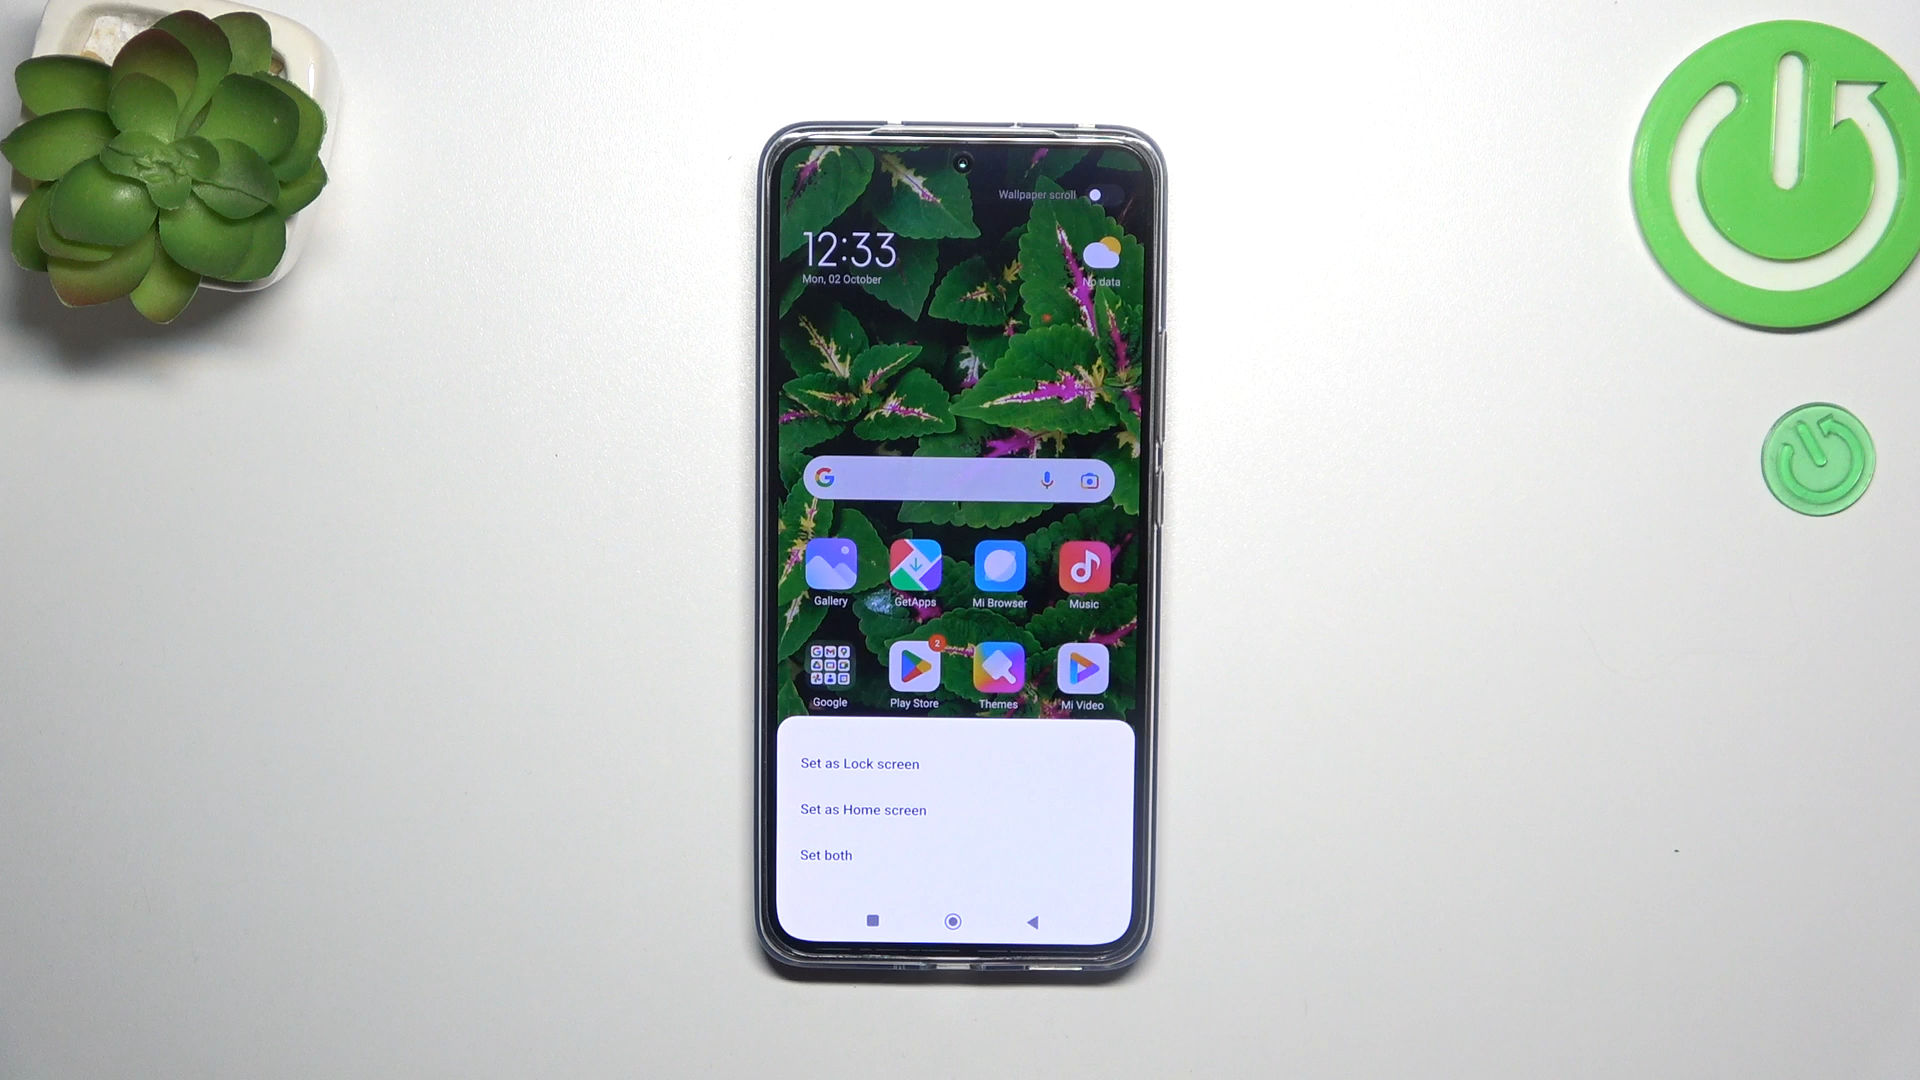 Wallpaper scroll
12:33
Mon, 02 October
No data
Gallery
GetApps
Mi Browser
Music
2
Google
Play Store
Themes
Mi Video
Set as Lock screen
Set as Home screen
Set both